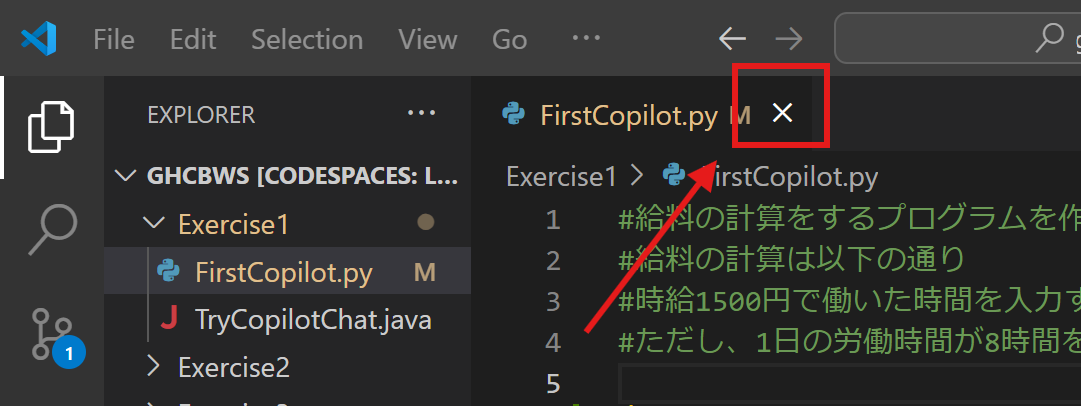 File Edit Selection View Go ...
EXPLORER ...
FirstCopilot.py M
GHCBWS [CODESPACES: L...
Exercise1
FirstCopilot.py M
TryCopilotChat.java
Exercise2
1
Exercise1 > FirstCopilot.py
1 #給料の計算をするプログラムを作
2 #給料の計算は以下の通り
3 #時給1500円で働いた時間を入力す
4 #ただし、1日の労働時間が8時間を
5